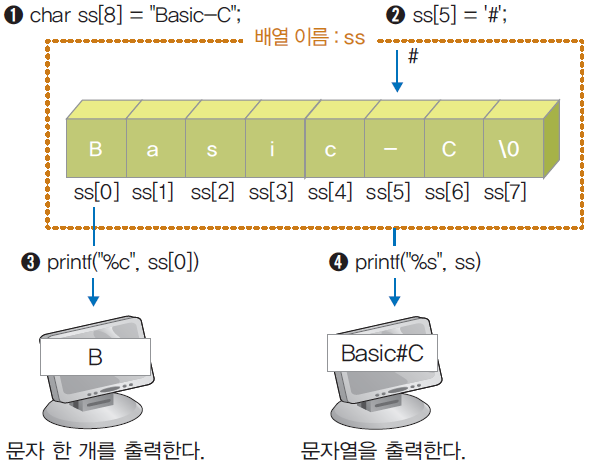 ❶ char ss[8] = "Basic-C"; ❷ ss[5] = '#';
배열 이름 : ss
#
B a s i c - C \0
ss[0] ss[1] ss[2] ss[3] ss[4] ss[5] ss[6] ss[7]
❸ printf("%c", ss[0]) ❹ printf("%s", ss)
B Basic#C
문자 한 개를 출력한다. 문자열을 출력한다.